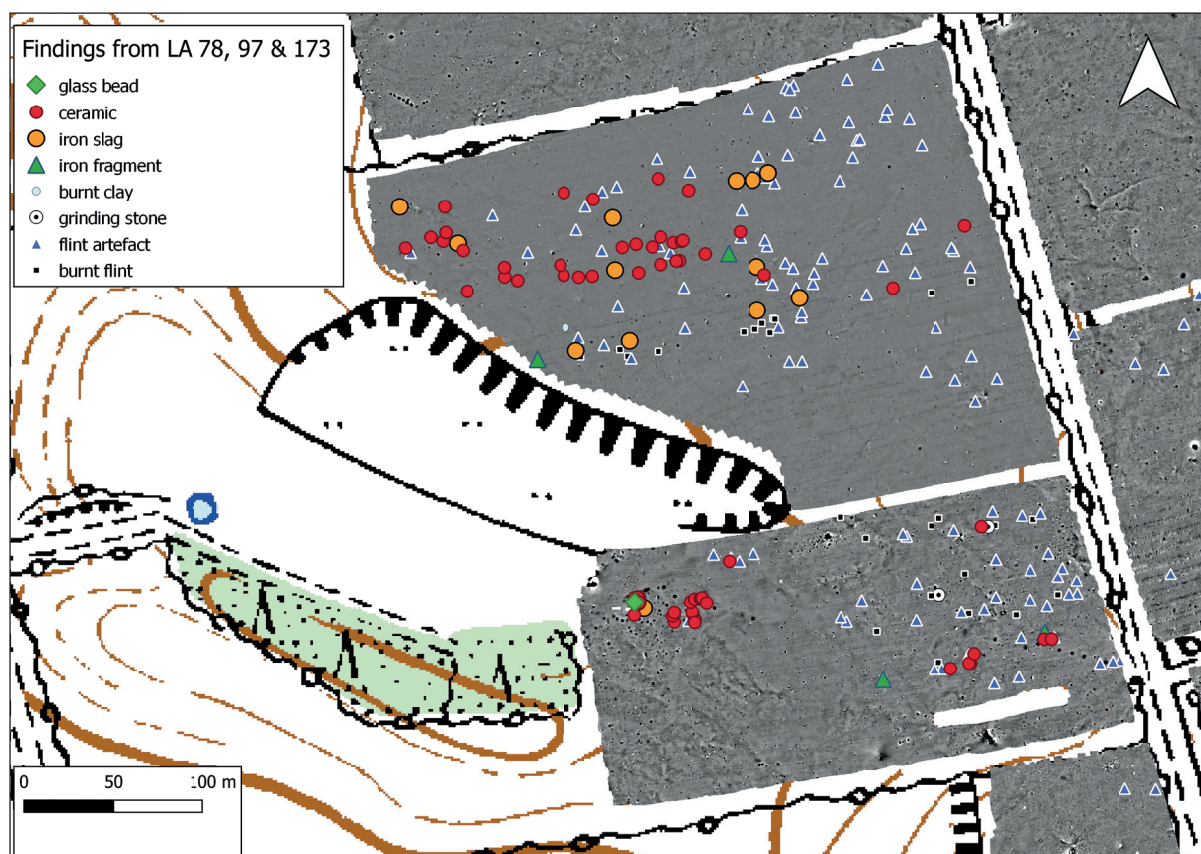 Findings from LA 78, 97 & 173
glass bead
ceramic
iron slag
iron fragment
burnt clay
grinding stone
flint artefact
burnt flint
0 50 100 m